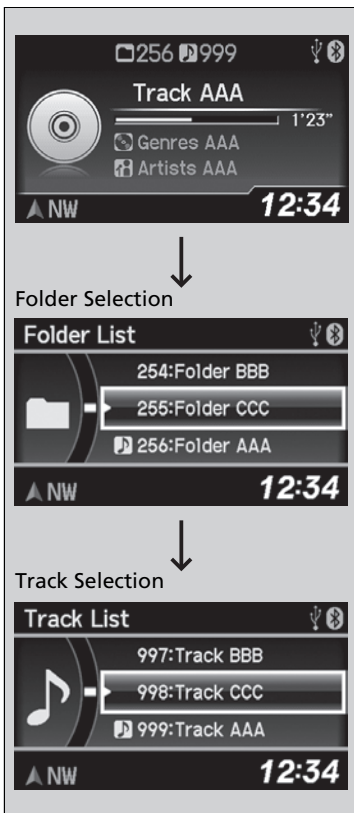 256 999
Track AAA
1'23"
Genres AAA
Artists AAA
NW 12:34
Folder Selection
Folder List
254:Folder BBB
255:Folder CCC
256:Folder AAA
NW 12:34
Track Selection
Track List
997:Track BBB
998:Track CCC
999:Track AAA
NW 12:34